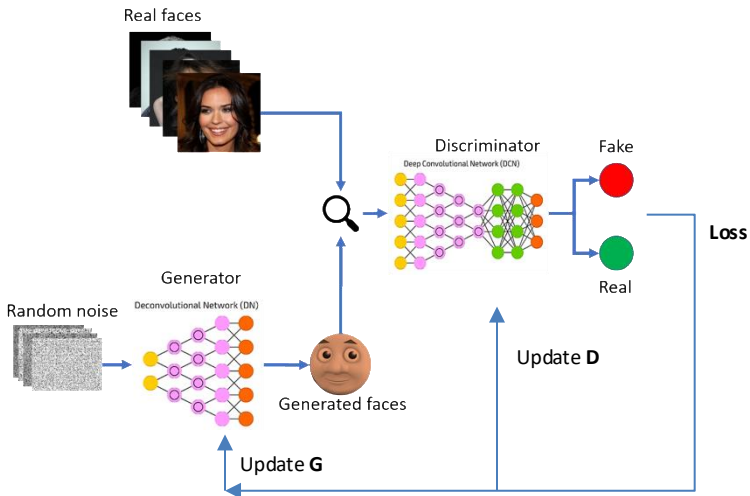 Real faces
Discriminator
Deep Convolutional Network (DCN)
Fake
Loss
Real
Generator
Deconvolutional Network (DN)
Random noise
Generated faces
Update D
Update G